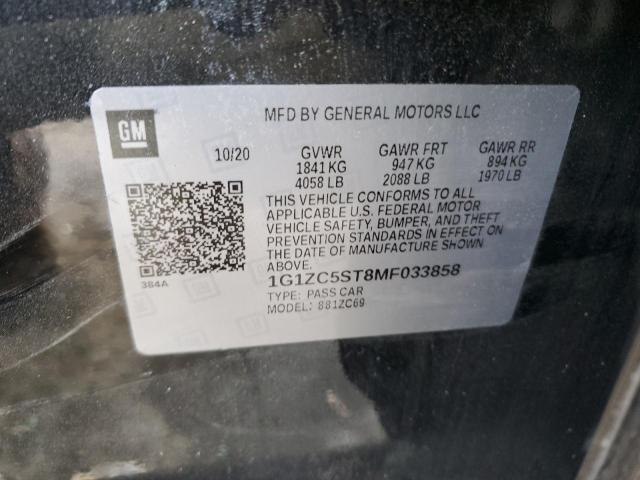 GM
MFD BY GENERAL MOTORS LLC
10/20 GVWR GAWR FRT GAWR RR
1841 KG 947 KG 894 KG
4058 LB 2088 LB 1970 LB
THIS VEHICLE CONFORMS TO ALL
APPLICABLE U.S. FEDERAL MOTOR
VEHICLE SAFETY, BUMPER, AND THEFT
PREVENTION STANDARDS IN EFFECT ON
THE DATE OF MANUFACTURE SHOWN
ABOVE.
384A
1G1ZC5ST8MF033858
TYPE: PASS CAR
MODEL: 881ZC69